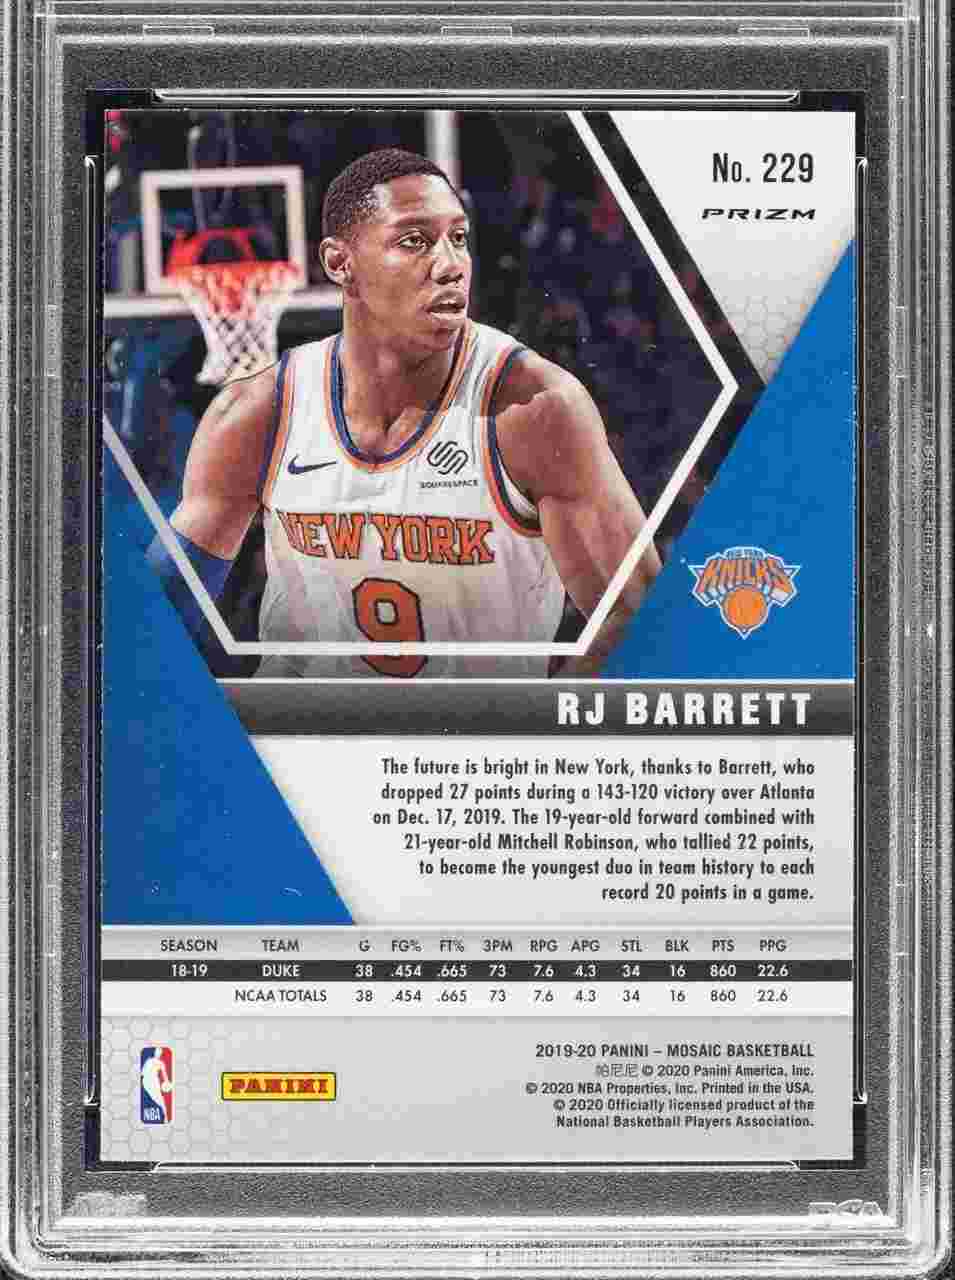 No. 229
PRIZM
SQUARESPACE
NEW YORK
9
NEW YORK
KNICKS
RJ BARRETT
The future is bright in New York, thanks to Barrett, who
dropped 27 points during a 143-120 victory over Atlanta
on Dec. 17, 2019. The 19-year-old forward combined with
21-year-old Mitchell Robinson, who tallied 22 points,
to become the youngest duo in team history to each
record 20 points in a game.
SEASON TEAM G FG% FT% 3PM RPG APG STL BLK PTS PPG
18-19 DUKE 38 .454 .665 73 7.6 4.3 34 16 860 22.6
NCAA TOTALS 38 .454 .665 73 7.6 4.3 34 16 860 22.6
2019-20 PANINI – MOSAIC BASKETBALL
帕尼尼 © 2020 Panini America, Inc.
© 2020 NBA Properties, Inc. Printed in the USA.
© 2020 Officially licensed product of the
National Basketball Players Association.
NBA
PANINI
PSA